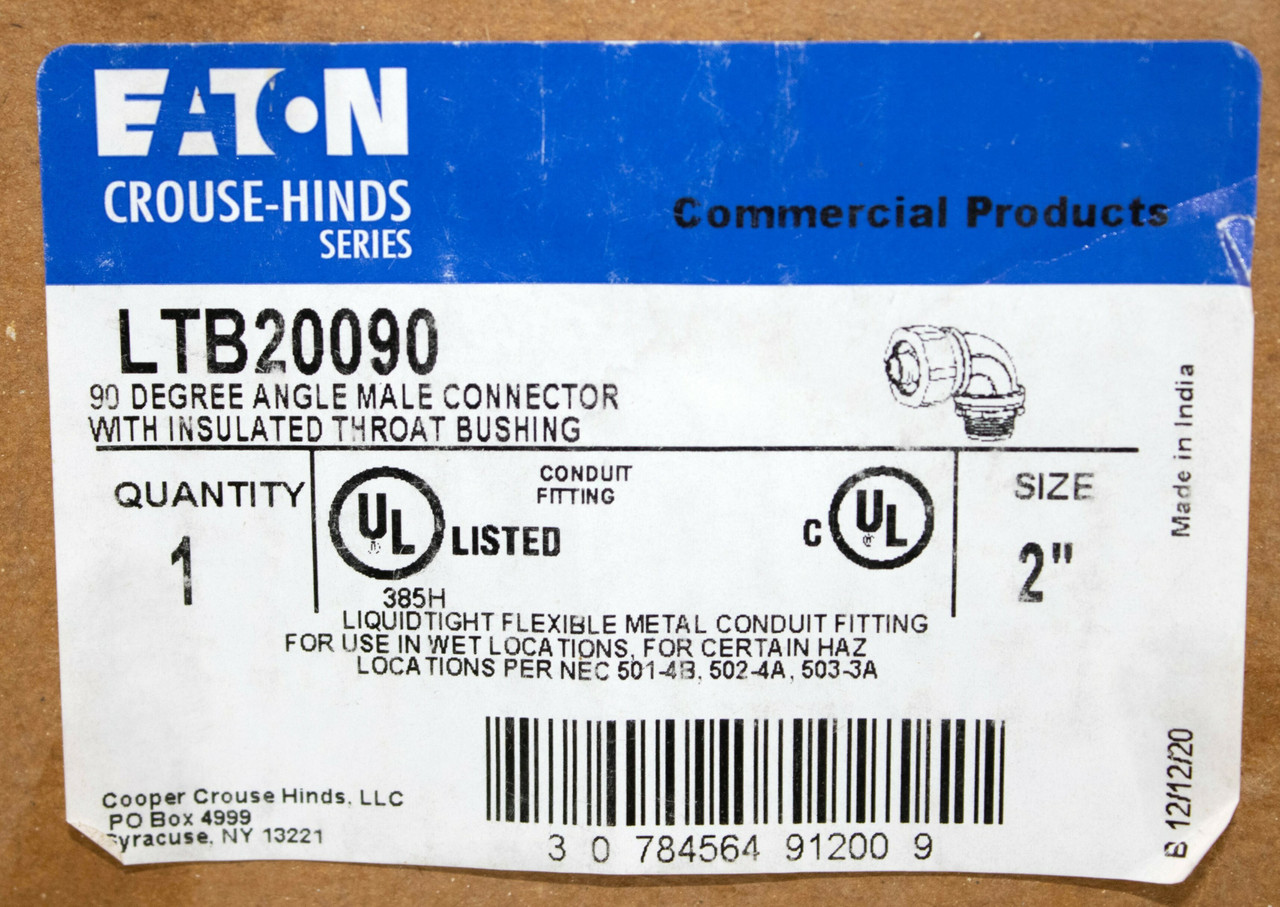 EATON
CROUSE-HINDS
SERIES
Commercial Products
LTB20090
90 DEGREE ANGLE MALE CONNECTOR
WITH INSULATED THROAT BUSHING
QUANTITY
1
UL
LISTED
385H
CONDUIT
FITTING
C UL
SIZE
2"
Made in India
LIQUIDTIGHT FLEXIBLE METAL CONDUIT FITTING
FOR USE IN WET LOCATIONS, FOR CERTAIN HAZ
LOCATIONS PER NEC 501-4B, 502-4A, 503-3A
Cooper Crouse Hinds, LLC
PO Box 4999
Syracuse, NY 13221
3 0 784564 91200 9
B 12/12/20